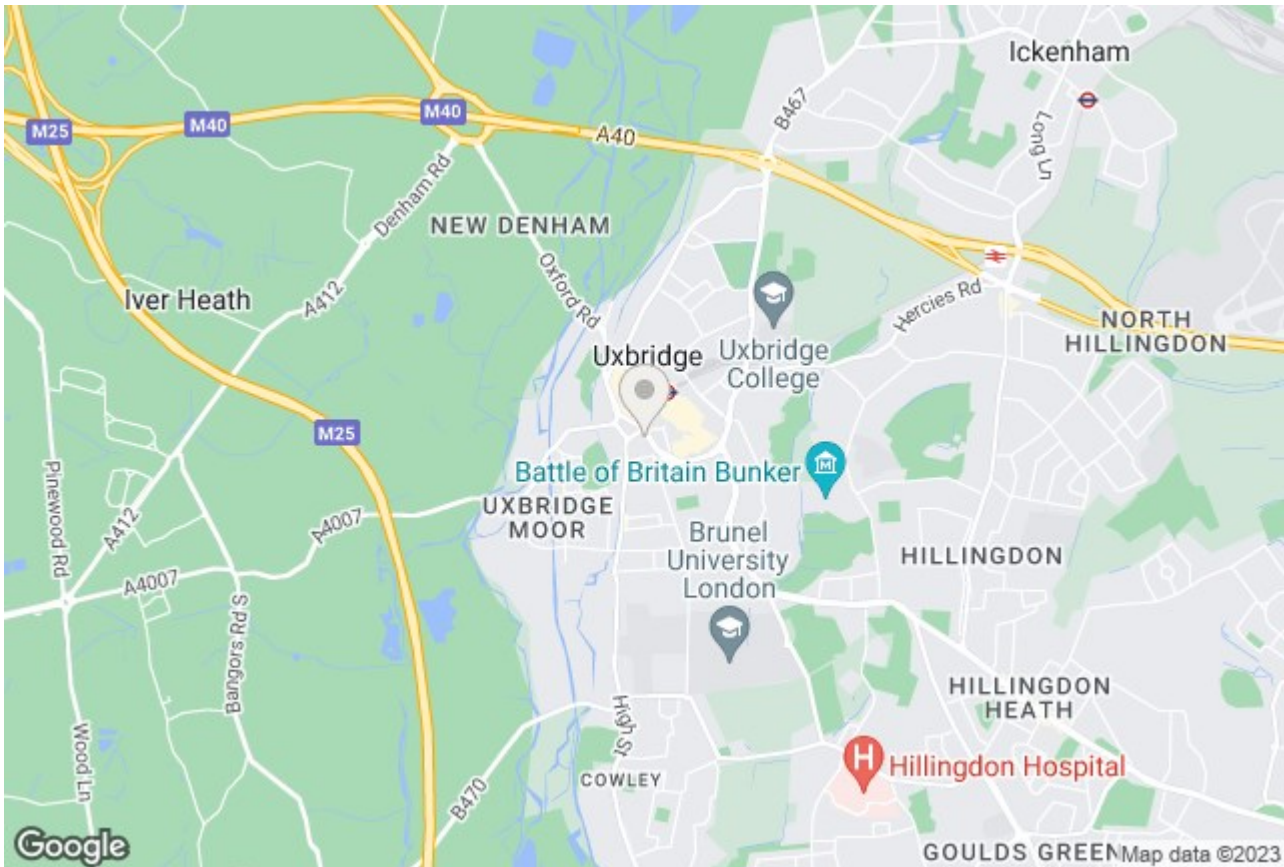 Ickenham
M25
M40
M40
A40
B467
Long Ln
Denham Rd
NEW DENHAM
Oxford Rd
Iver Heath
A412
Hercies Rd
NORTH
HILLINGDON
Uxbridge
Uxbridge
College
M25
Battle of Britain Bunker
M
UXBRIDGE
MOOR
Pinewood Rd
A412
A4007
A4007
Brunel
University
London
HILLINGDON
Bangors Rd S
HILLINGDON
HEATH
High St
Wood Ln
COWLEY
B470
H
Hillingdon Hospital
Google
GOULDS GREEN
Map data ©2023